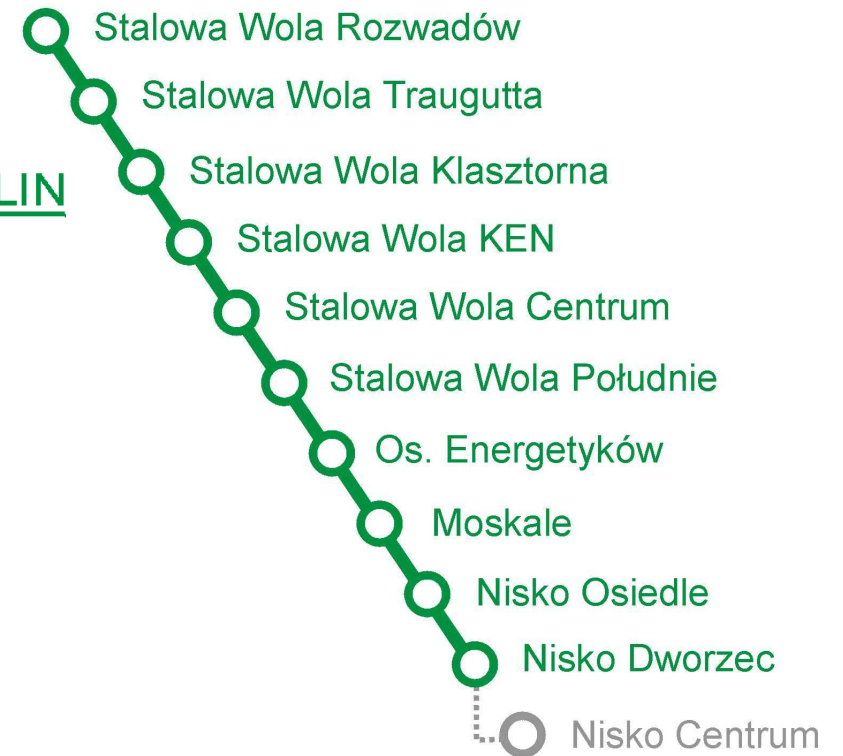 Stalowa Wola Rozwadów
Stalowa Wola Traugutta
Stalowa Wola Klasztorna
LIN
Stalowa Wola KEN
Stalowa Wola Centrum
Stalowa Wola Południe
Os. Energetyków
Moskale
Nisko Osiedle
Nisko Dworzec
Nisko Centrum